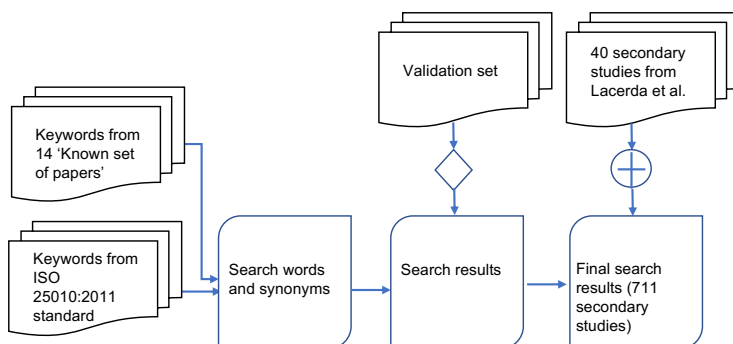 Validation set
40 secondary
studies from
Lacerda et al.
Keywords from
14 ‘Known set
of papers’
Keywords from
ISO
25010:2011
standard
Search words
and synonyms
Search results
Final search
results (711
secondary
studies)